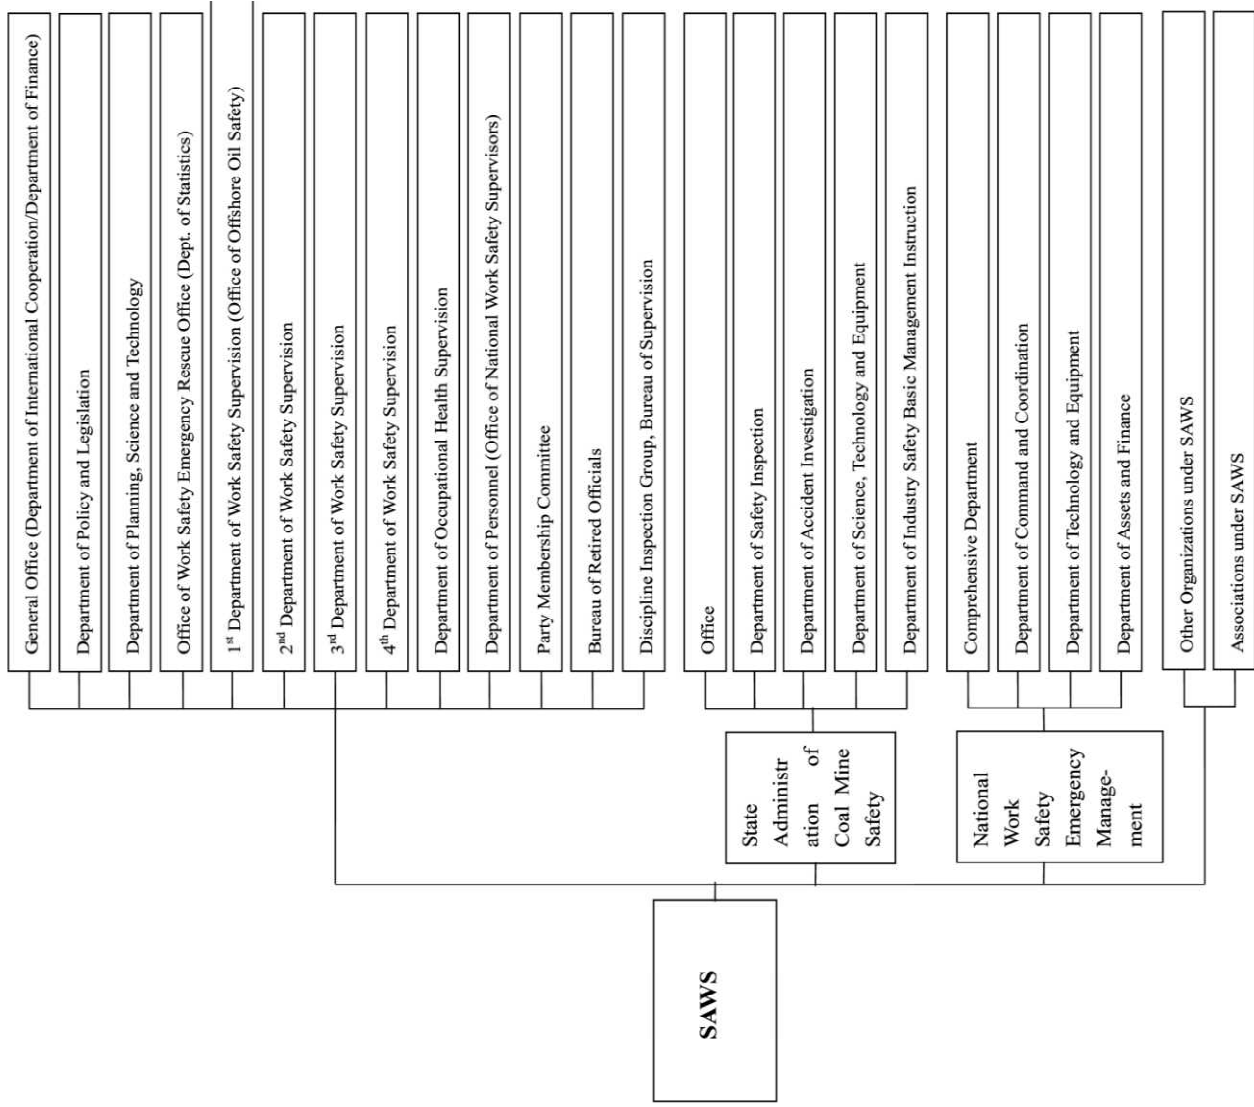 SAWS
General Office (Department of International Cooperation/Department of Finance)
Department of Policy and Legislation
Department of Planning, Science and Technology
Office of Work Safety Emergency Rescue Office (Dept. of Statistics)
1st Department of Work Safety Supervision (Office of Offshore Oil Safety)
2nd Department of Work Safety Supervision
3rd Department of Work Safety Supervision
4th Department of Work Safety Supervision
Department of Occupational Health Supervision
Department of Personnel (Office of National Work Safety Supervisors)
Party Membership Committee
Bureau of Retired Officials
Discipline Inspection Group, Bureau of Supervision
State
Administr
ation of
Coal Mine
Safety
Office
Department of Safety Inspection
Department of Accident Investigation
Department of Science, Technology and Equipment
Department of Industry Safety Basic Management Instruction
National
Work
Safety
Emergency
Manage-
ment
Comprehensive Department
Department of Command and Coordination
Department of Technology and Equipment
Department of Assets and Finance
Other Organizations under SAWS
Associations under SAWS